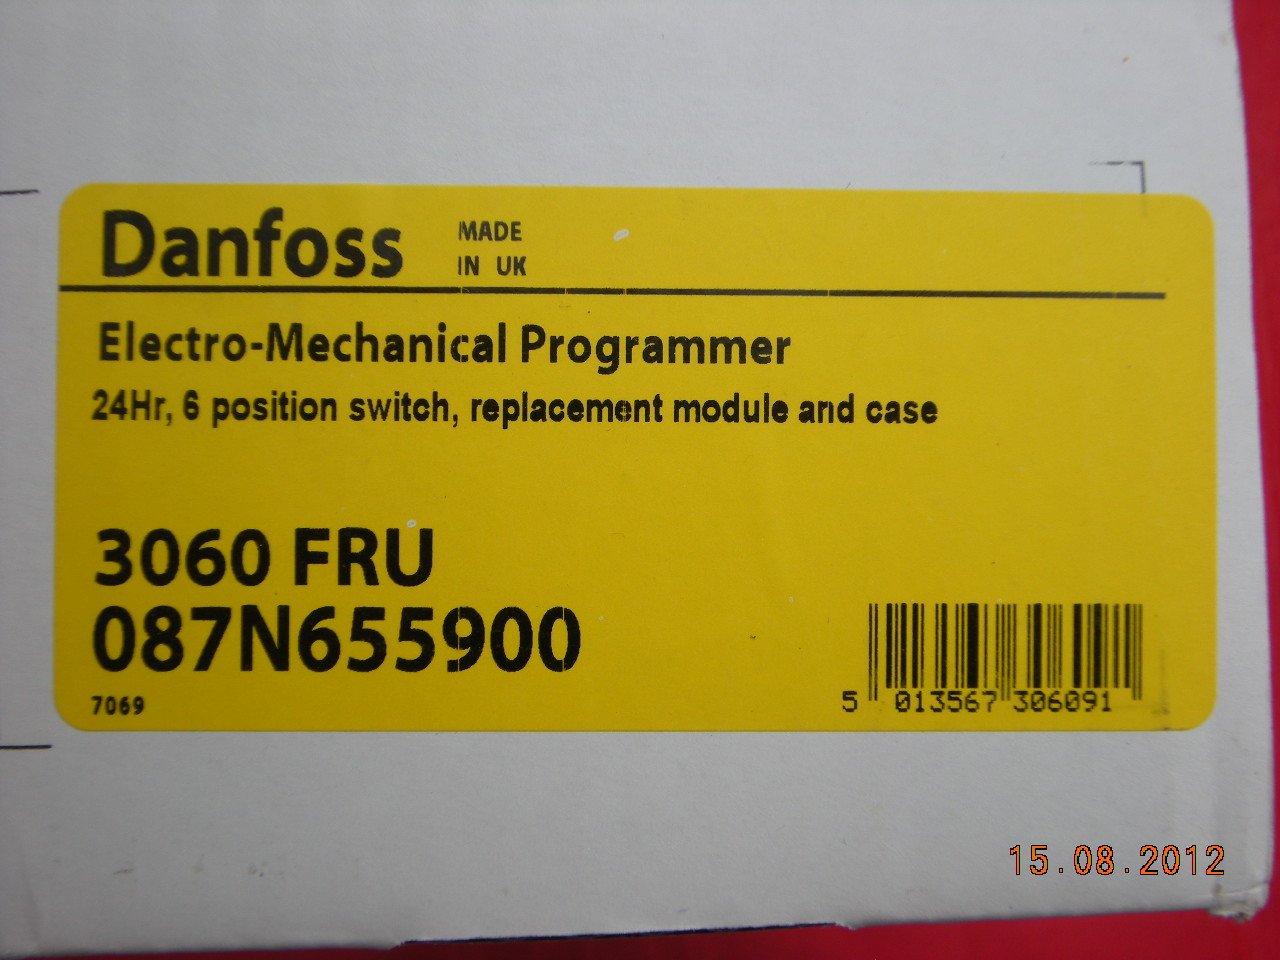 Danfoss
MADE
IN UK
Electro-Mechanical Programmer
24Hr, 6 position switch, replacement module and case
3060 FRU
087N655900
7069
5 013567 306091
15.08.2012